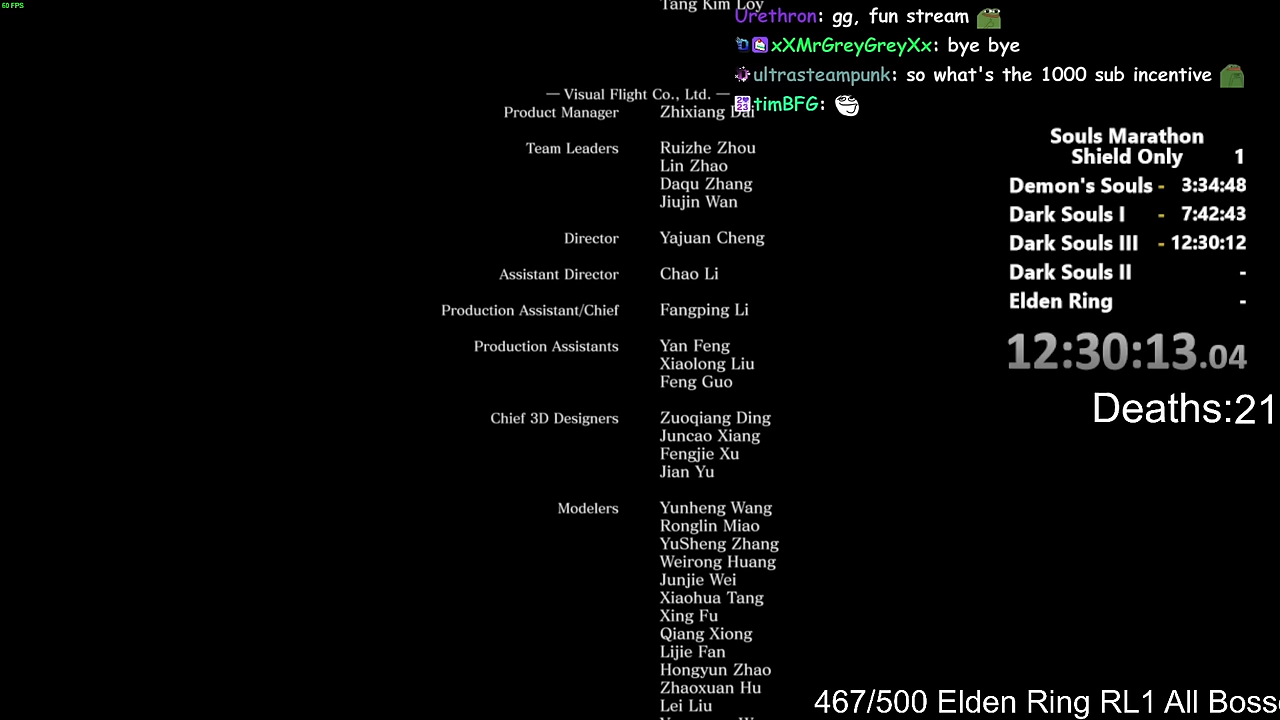 60 FPS
Tang Kim Loy
Urethron: gg, fun stream
xXMrGreyGreyXx: bye bye
ultrasteampunk: so what's the 1000 sub incentive
timBFG:
— Visual Flight Co., Ltd. —
Product Manager Zhixiang Dai
Team Leaders Ruizhe Zhou
Lin Zhao
Daqu Zhang
Jiujin Wan
Director Yajuan Cheng
Assistant Director Chao Li
Production Assistant/Chief Fangping Li
Production Assistants Yan Feng
Xiaolong Liu
Feng Guo
Chief 3D Designers Zuoqiang Ding
Juncao Xiang
Fengjie Xu
Jian Yu
Modelers Yunheng Wang
Ronglin Miao
YuSheng Zhang
Weirong Huang
Junjie Wei
Xiaohua Tang
Xing Fu
Qiang Xiong
Lijie Fan
Hongyun Zhao
Zhaoxuan Hu
Lei Liu
Souls Marathon
Shield Only 1
Demon's Souls - 3:34:48
Dark Souls I - 7:42:43
Dark Souls III - 12:30:12
Dark Souls II -
Elden Ring -
12:30:13.04
Deaths:21
467/500 Elden Ring RL1 All Boss